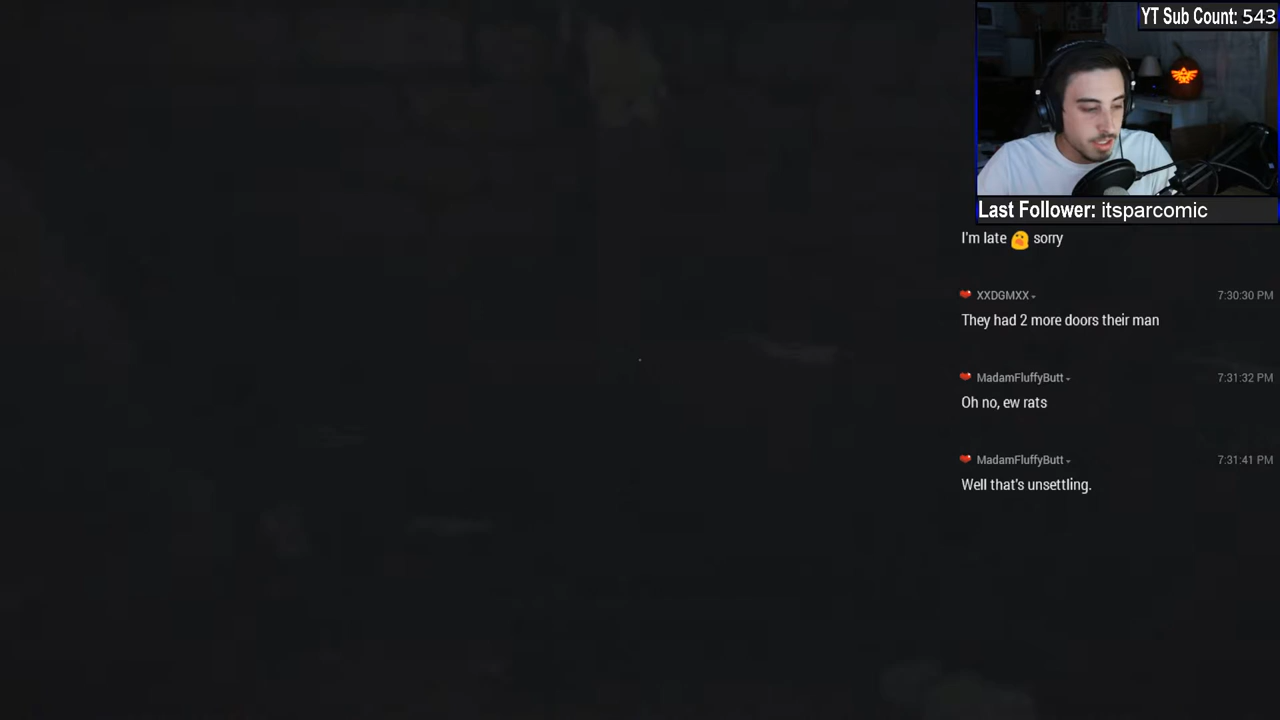 YT Sub Count: 543
Last Follower: itsparcomic
I'm late sorry
XXDGMXX 7:30:30 PM
They had 2 more doors their man
MadamFluffyButt 7:31:32 PM
Oh no, ew rats
MadamFluffyButt 7:31:41 PM
Well that's unsettling.